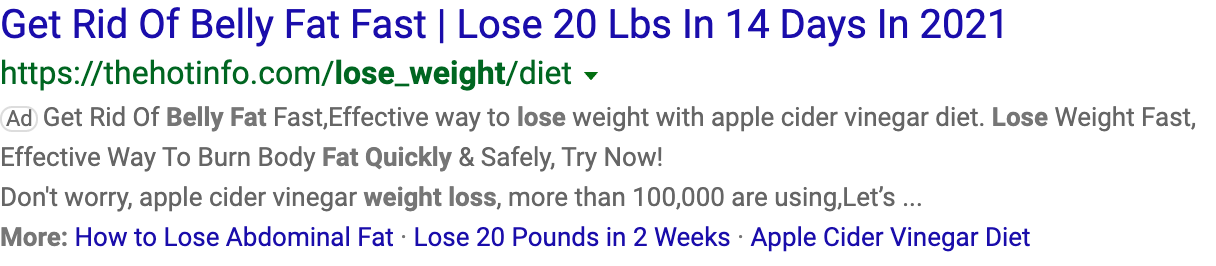 Get Rid Of Belly Fat Fast | Lose 20 Lbs In 14 Days In 2021
https://thehotinfo.com/lose_weight/diet
Ad Get Rid Of Belly Fat Fast,Effective way to lose weight with apple cider vinegar diet. Lose Weight Fast,
Effective Way To Burn Body Fat Quickly & Safely, Try Now!
Don't worry, apple cider vinegar weight loss, more than 100,000 are using,Let’s ...
More: How to Lose Abdominal Fat · Lose 20 Pounds in 2 Weeks · Apple Cider Vinegar Diet